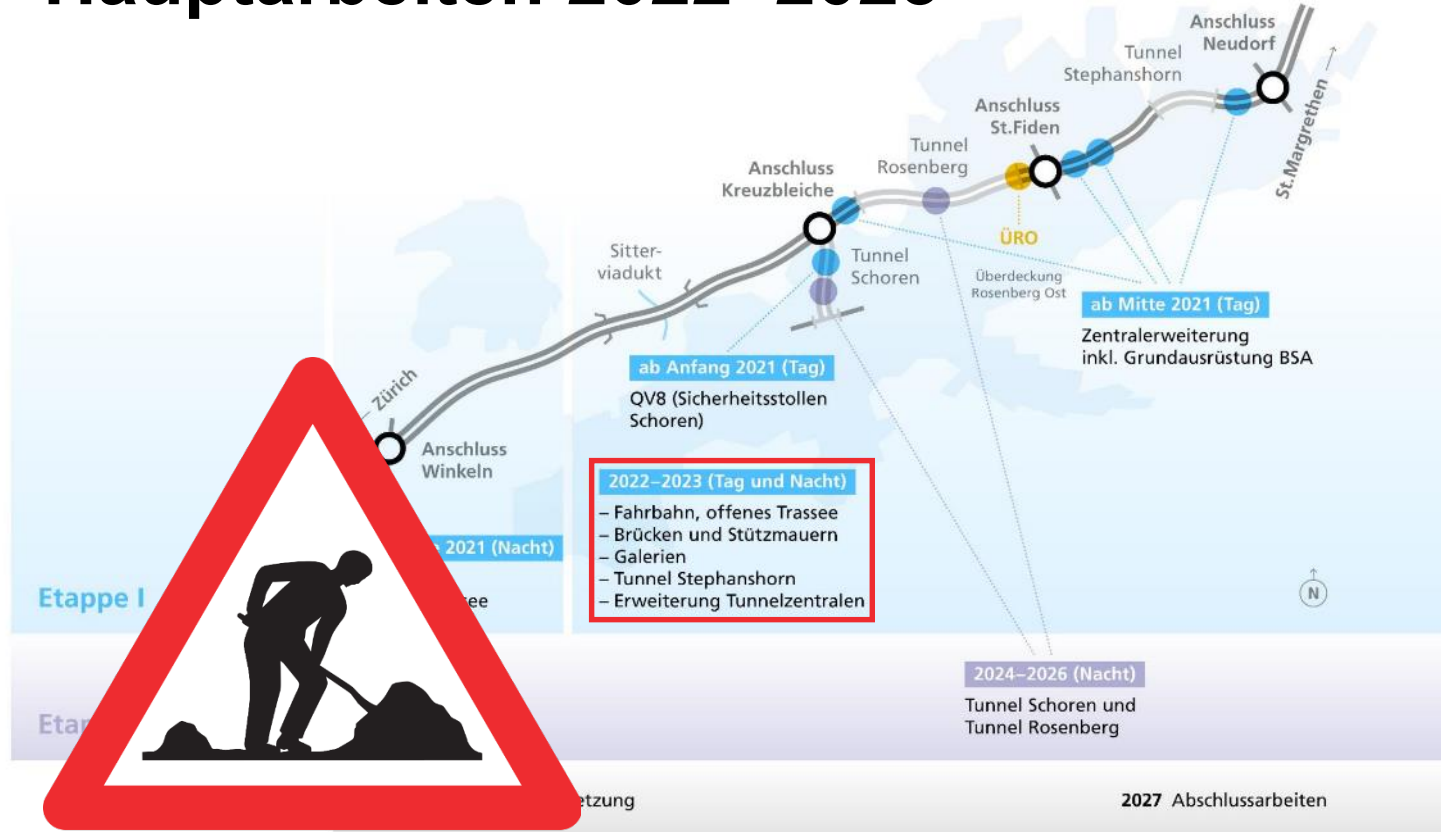 Anschluss
Neudorf
Tunnel
Stephanshorn
St.Margrethen
Anschluss
St.Fiden
Tunnel
Rosenberg
Anschluss
Kreuzbleiche
ÜRO
Überdeckung
Rosenberg Ost
Sitter-
viadukt
Tunnel
Schoren
ab Mitte 2021 (Tag)
Zentralerweiterung
inkl. Grundausrüstung BSA
ab Anfang 2021 (Tag)
QV8 (Sicherheitsstollen
Schoren)
Zürich
Anschluss
Winkeln
2022–2023 (Tag und Nacht)
– Fahrbahn, offenes Trassee
– Brücken und Stützmauern
– Galerien
– Tunnel Stephanshorn
– Erweiterung Tunnelzentralen
2021 (Nacht)
Etappe I
N
2024–2026 (Nacht)
Tunnel Schoren und
Tunnel Rosenberg
2027 Abschlussarbeiten